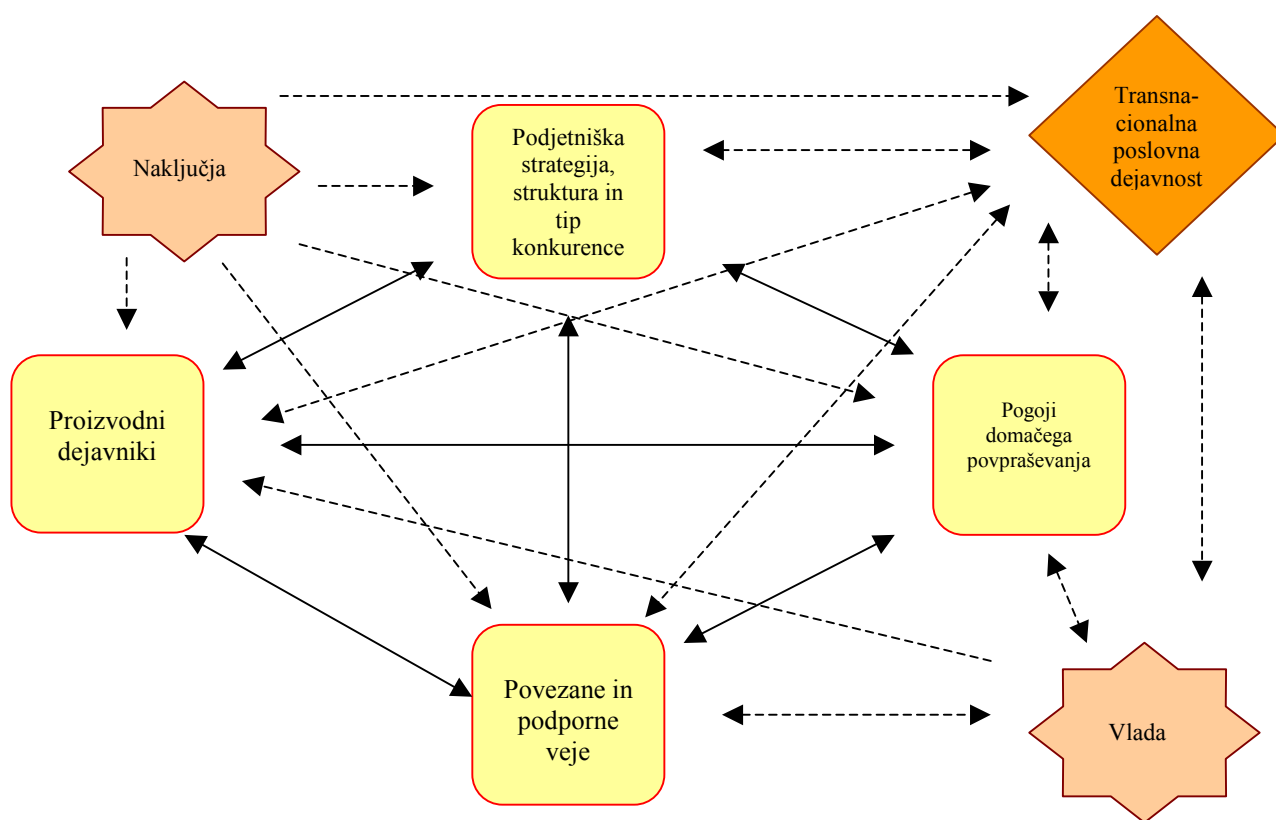 Naključja
Podjetniška
strategija,
struktura in
tip
konkurence
Transna-
cionalna
poslovna
dejavnost
Proizvodni
dejavniki
Pogoji
domačega
povpraševanja
Povezane in
podporne
veje
Vlada